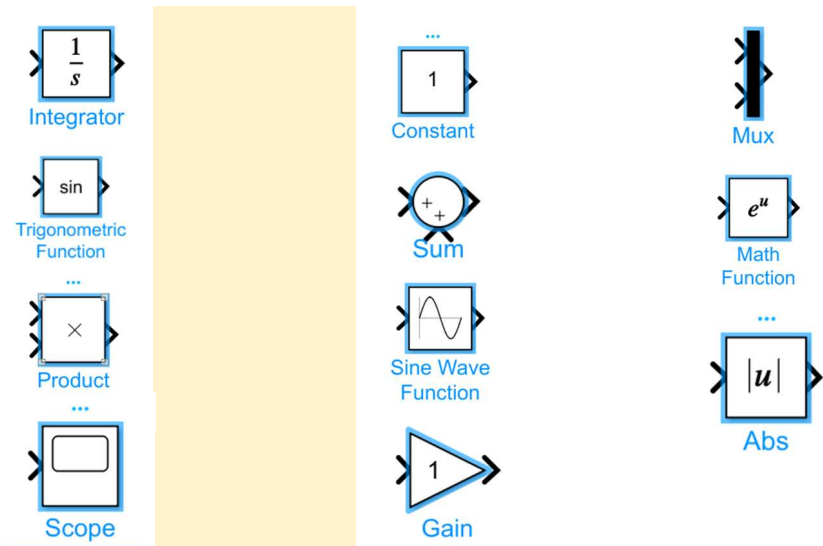 1
s
Integrator
sin
Trigonometric
Function
...
×
Product
...
Scope
...
1
Constant
+
+
Sum
Sine Wave
Function
1
Gain
Mux
e^u
Math
Function
...
|u|
Abs